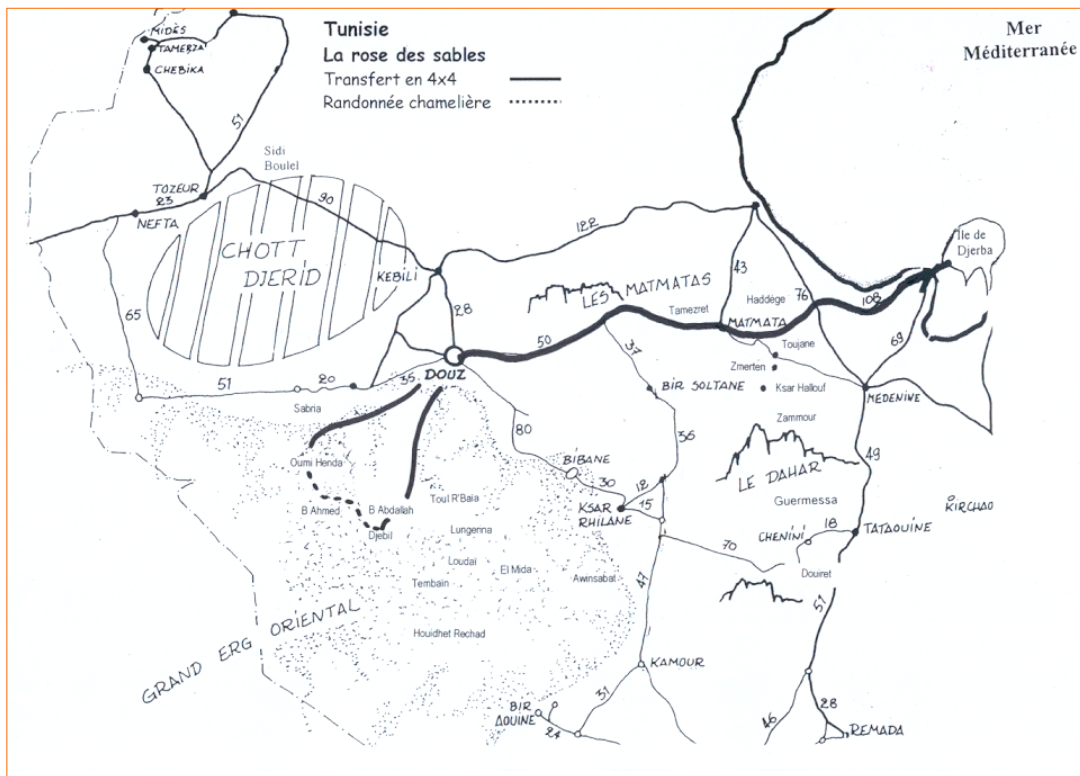 Tunisie
La rose des sables
Transfert en 4x4
Randonnée chamelière
Mer
Méditerranée
MIDÈS
TAMERZA
CHEBIKA
51
Sidi
Boulel
TOZEUR
23
NEFTA
90
CHOTT
DJERID
KEBILI
122
28
65
Ile de
Djerba
LES MATMATAS
43
Haddège
76
108
Tamezret
MATMATA
69
50
37
Toujane
Zmerten
DOUZ
35
51
20
BIR SOLTANE
Ksar Hallouf
MEDENINE
Sabria
Zammour
80
36
49
Oumi Henda
BIBANE
LE DAHAR
30
12
15
Toul R'Baia
B Ahmed
B Abdallah
KSAR
RHILANE
Guermessa
KIRCHAO
Djebil
Lungerina
CHENINI
18
TATAOUINE
70
Loudaï
El Mida
Tembain
Awinsabat
47
Douiret
57
GRAND ERG ORIENTAL
Houidhet Rechad
KAMOUR
31
BIR
AOUINE
24
46
28
REMADA